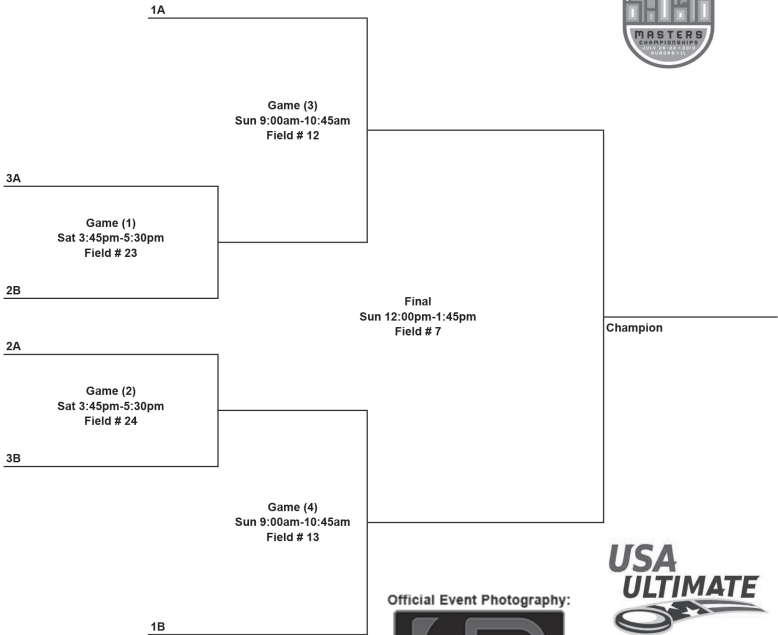 1A
MASTERS
CHAMPIONSHIPS
AURORA • IL
Game (3)
Sun 9:00am-10:45am
Field # 12
3A
Game (1)
Sat 3:45pm-5:30pm
Field # 23
2B
Final
Sun 12:00pm-1:45pm
Field # 7
Champion
2A
Game (2)
Sat 3:45pm-5:30pm
Field # 24
3B
Game (4)
Sun 9:00am-10:45am
Field # 13
USA
ULTIMATE
Official Event Photography:
1B